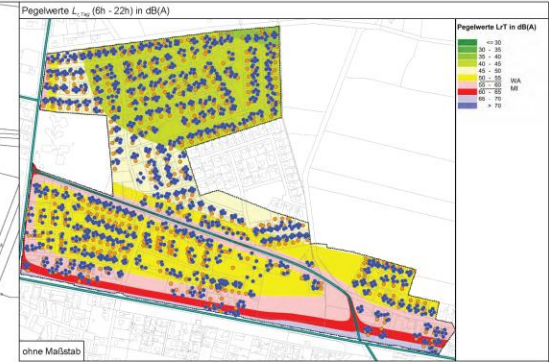 Pegelwerte Lr,Tag (6h - 22h) in dB(A)
Pegelwerte LrT in dB(A)
<= 30
30 - 35
35 - 40
40 - 45
45 - 50
50 - 55 WA
55 - 60 MI
60 - 65
65 - 70
> 70
ohne Maßstab